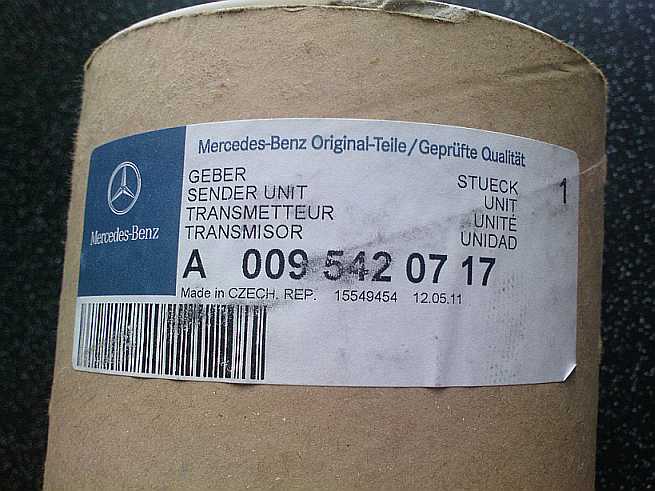 Mercedes-Benz Original-Teile/Geprüfte Qualität
Mercedes-Benz
GEBER
SENDER UNIT
TRANSMETTEUR
TRANSMISOR
STUECK 1
UNIT
UNITÉ
UNIDAD
A 009 542 07 17
Made in CZECH. REP. 15549454 12.05.11